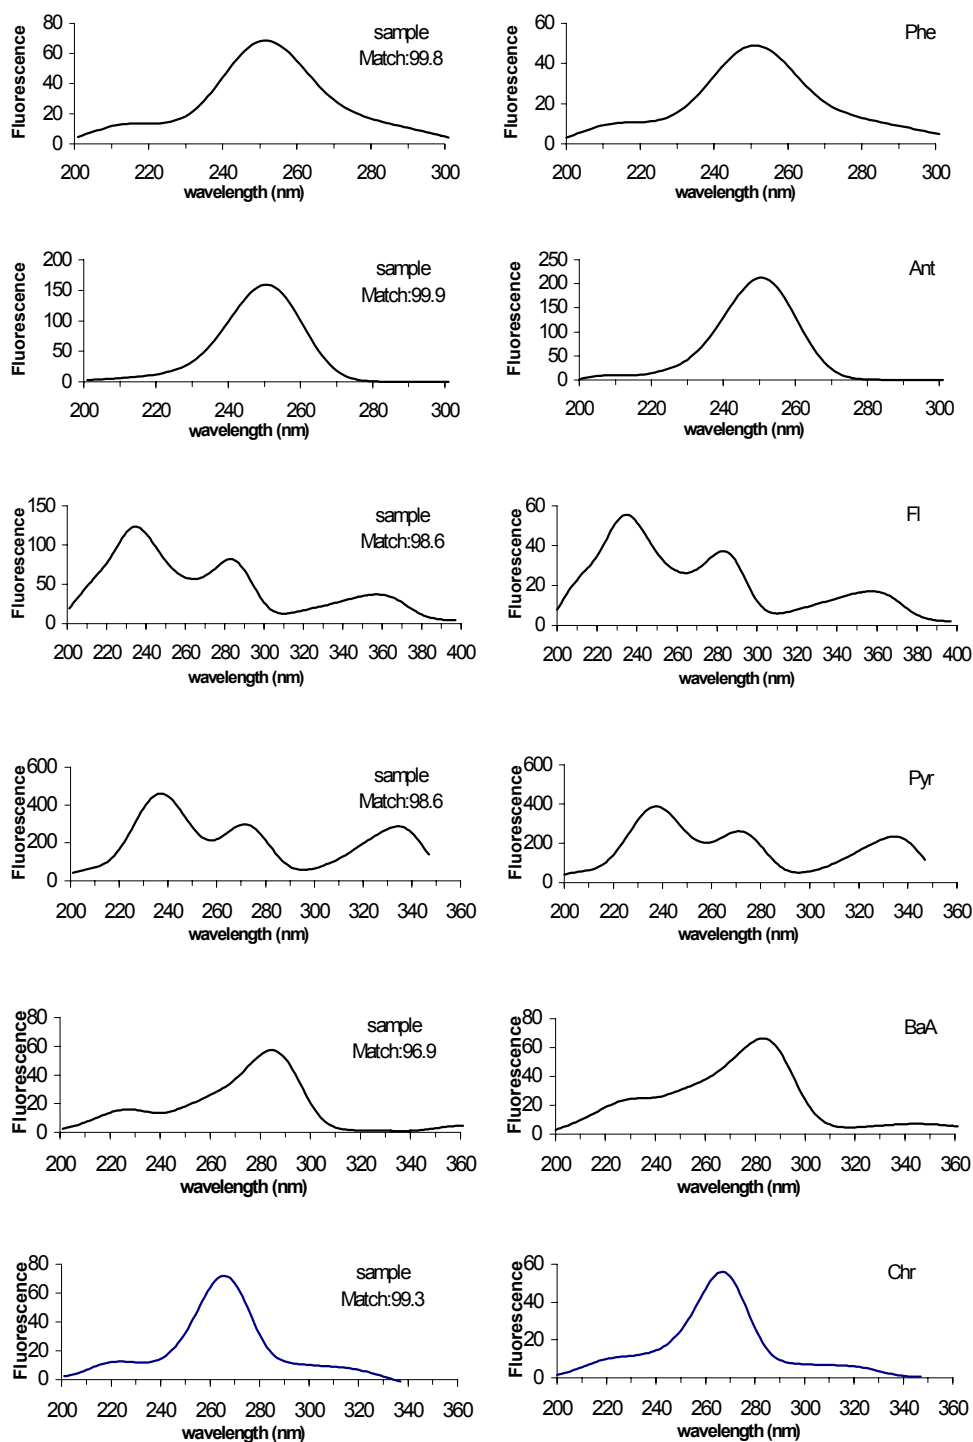 80
60
40
20
0
Fluorescence
sample
Match:99.8
200 220 240 260 280 300
wavelength (nm)
60
40
20
0
Fluorescence
Phe
200 220 240 260 280 300
wavelength (nm)
200
150
100
50
0
Fluorescence
sample
Match:99.9
200 220 240 260 280 300
wavelength (nm)
250
200
150
100
50
0
Fluorescence
Ant
200 220 240 260 280 300
wavelength (nm)
150
100
50
0
Fluorescence
sample
Match:98.6
200 220 240 260 280 300 320 340 360 380 400
wavelength (nm)
60
40
20
0
Fluorescence
Fl
200 220 240 260 280 300 320 340 360 380 400
wavelength (nm)
600
400
200
0
Fluorescence
sample
Match:98.6
200 220 240 260 280 300 320 340 360
wavelength (nm)
600
400
200
0
Fluorescence
Pyr
200 220 240 260 280 300 320 340 360
wavelength (nm)
80
60
40
20
0
Fluorescence
sample
Match:96.9
200 220 240 260 280 300 320 340 360
wavelength (nm)
80
60
40
20
0
Fluorescence
BaA
200 220 240 260 280 300 320 340 360
wavelength (nm)
80
60
40
20
0
Fluorescence
sample
Match:99.3
200 220 240 260 280 300 320 340 360
wavelength (nm)
60
40
20
0
Fluorescence
Chr
200 220 240 260 280 300 320 340 360
wavelength (nm)